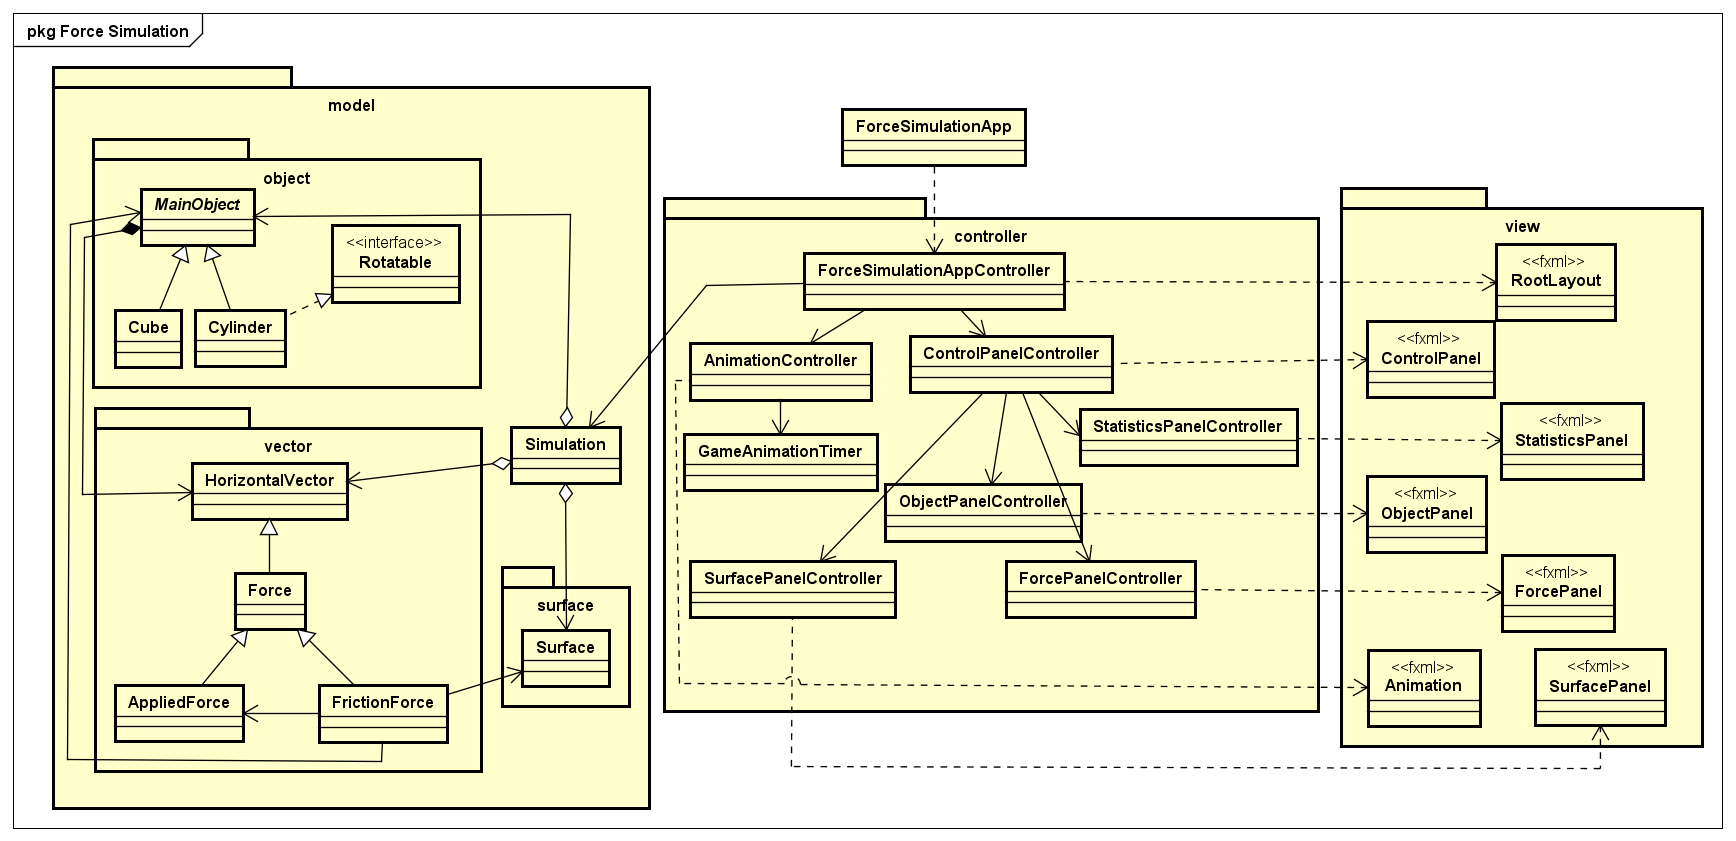 pkg Force Simulation
model
object
MainObject
<<interface>>
Rotatable
Cube
Cylinder
vector
HorizontalVector
Force
AppliedForce
FrictionForce
Simulation
surface
Surface
ForceSimulationApp
controller
ForceSimulationAppController
AnimationController
ControlPanelController
GameAnimationTimer
StatisticsPanelController
ObjectPanelController
SurfacePanelController
ForcePanelController
view
<<fxml>>
RootLayout
<<fxml>>
ControlPanel
<<fxml>>
StatisticsPanel
<<fxml>>
ObjectPanel
<<fxml>>
ForcePanel
<<fxml>>
Animation
<<fxml>>
SurfacePanel